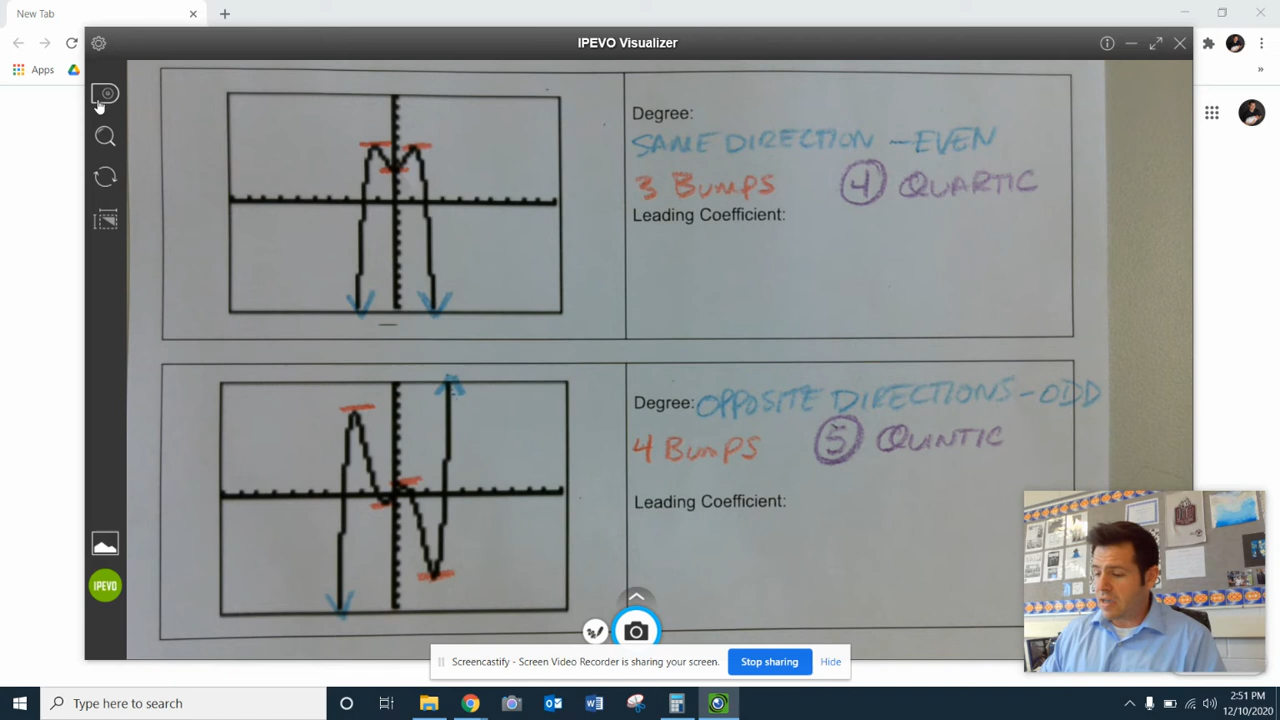 New Tab
IPEVO Visualizer
Apps
Degree:
SAME DIRECTION - EVEN
3 BUMPS 4 QUARTIC
Leading Coefficient:
Degree: OPPOSITE DIRECTIONS - ODD
4 BUMPS 5 QUINTIC
Leading Coefficient:
IPEVO
Screencastify - Screen Video Recorder is sharing your screen. Stop sharing Hide
Type here to search
2:51 PM
12/10/2020